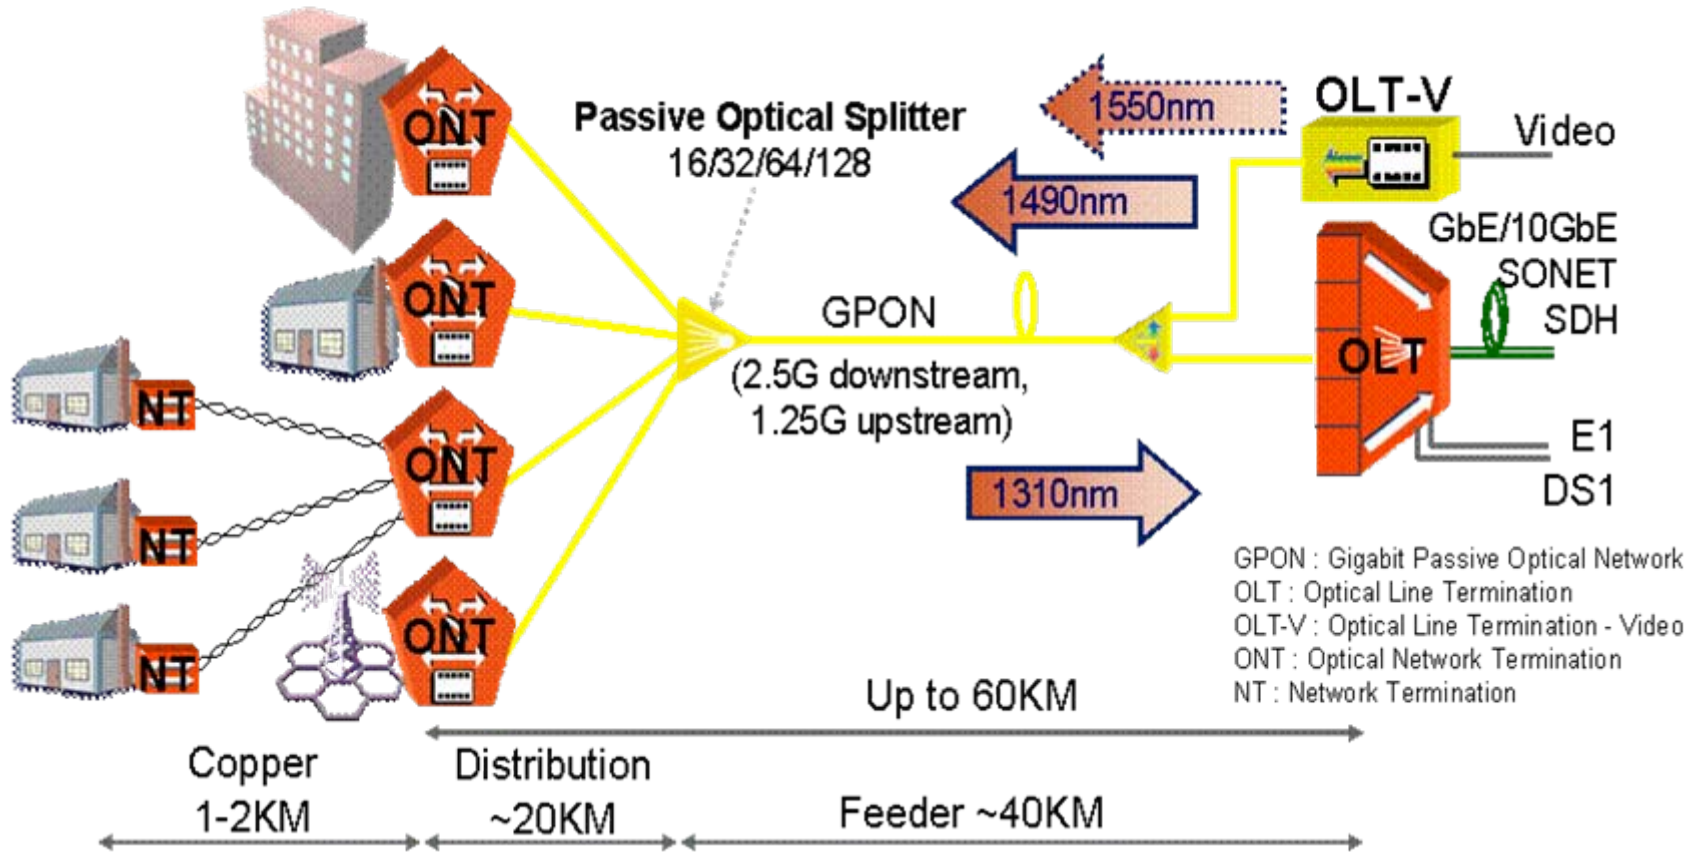 ONT
Passive Optical Splitter
16/32/64/128
1550nm
OLT-V
Video
1490nm
GbE/10GbE
SONET
SDH
ONT
GPON
(2.5G downstream,
1.25G upstream)
OLT
NT
ONT
E1
DS1
1310nm
NT
ONT
NT
GPON : Gigabit Passive Optical Network
OLT : Optical Line Termination
OLT-V : Optical Line Termination - Video
ONT : Optical Network Termination
NT : Network Termination
Up to 60KM
Copper
1-2KM
Distribution
~20KM
Feeder ~40KM